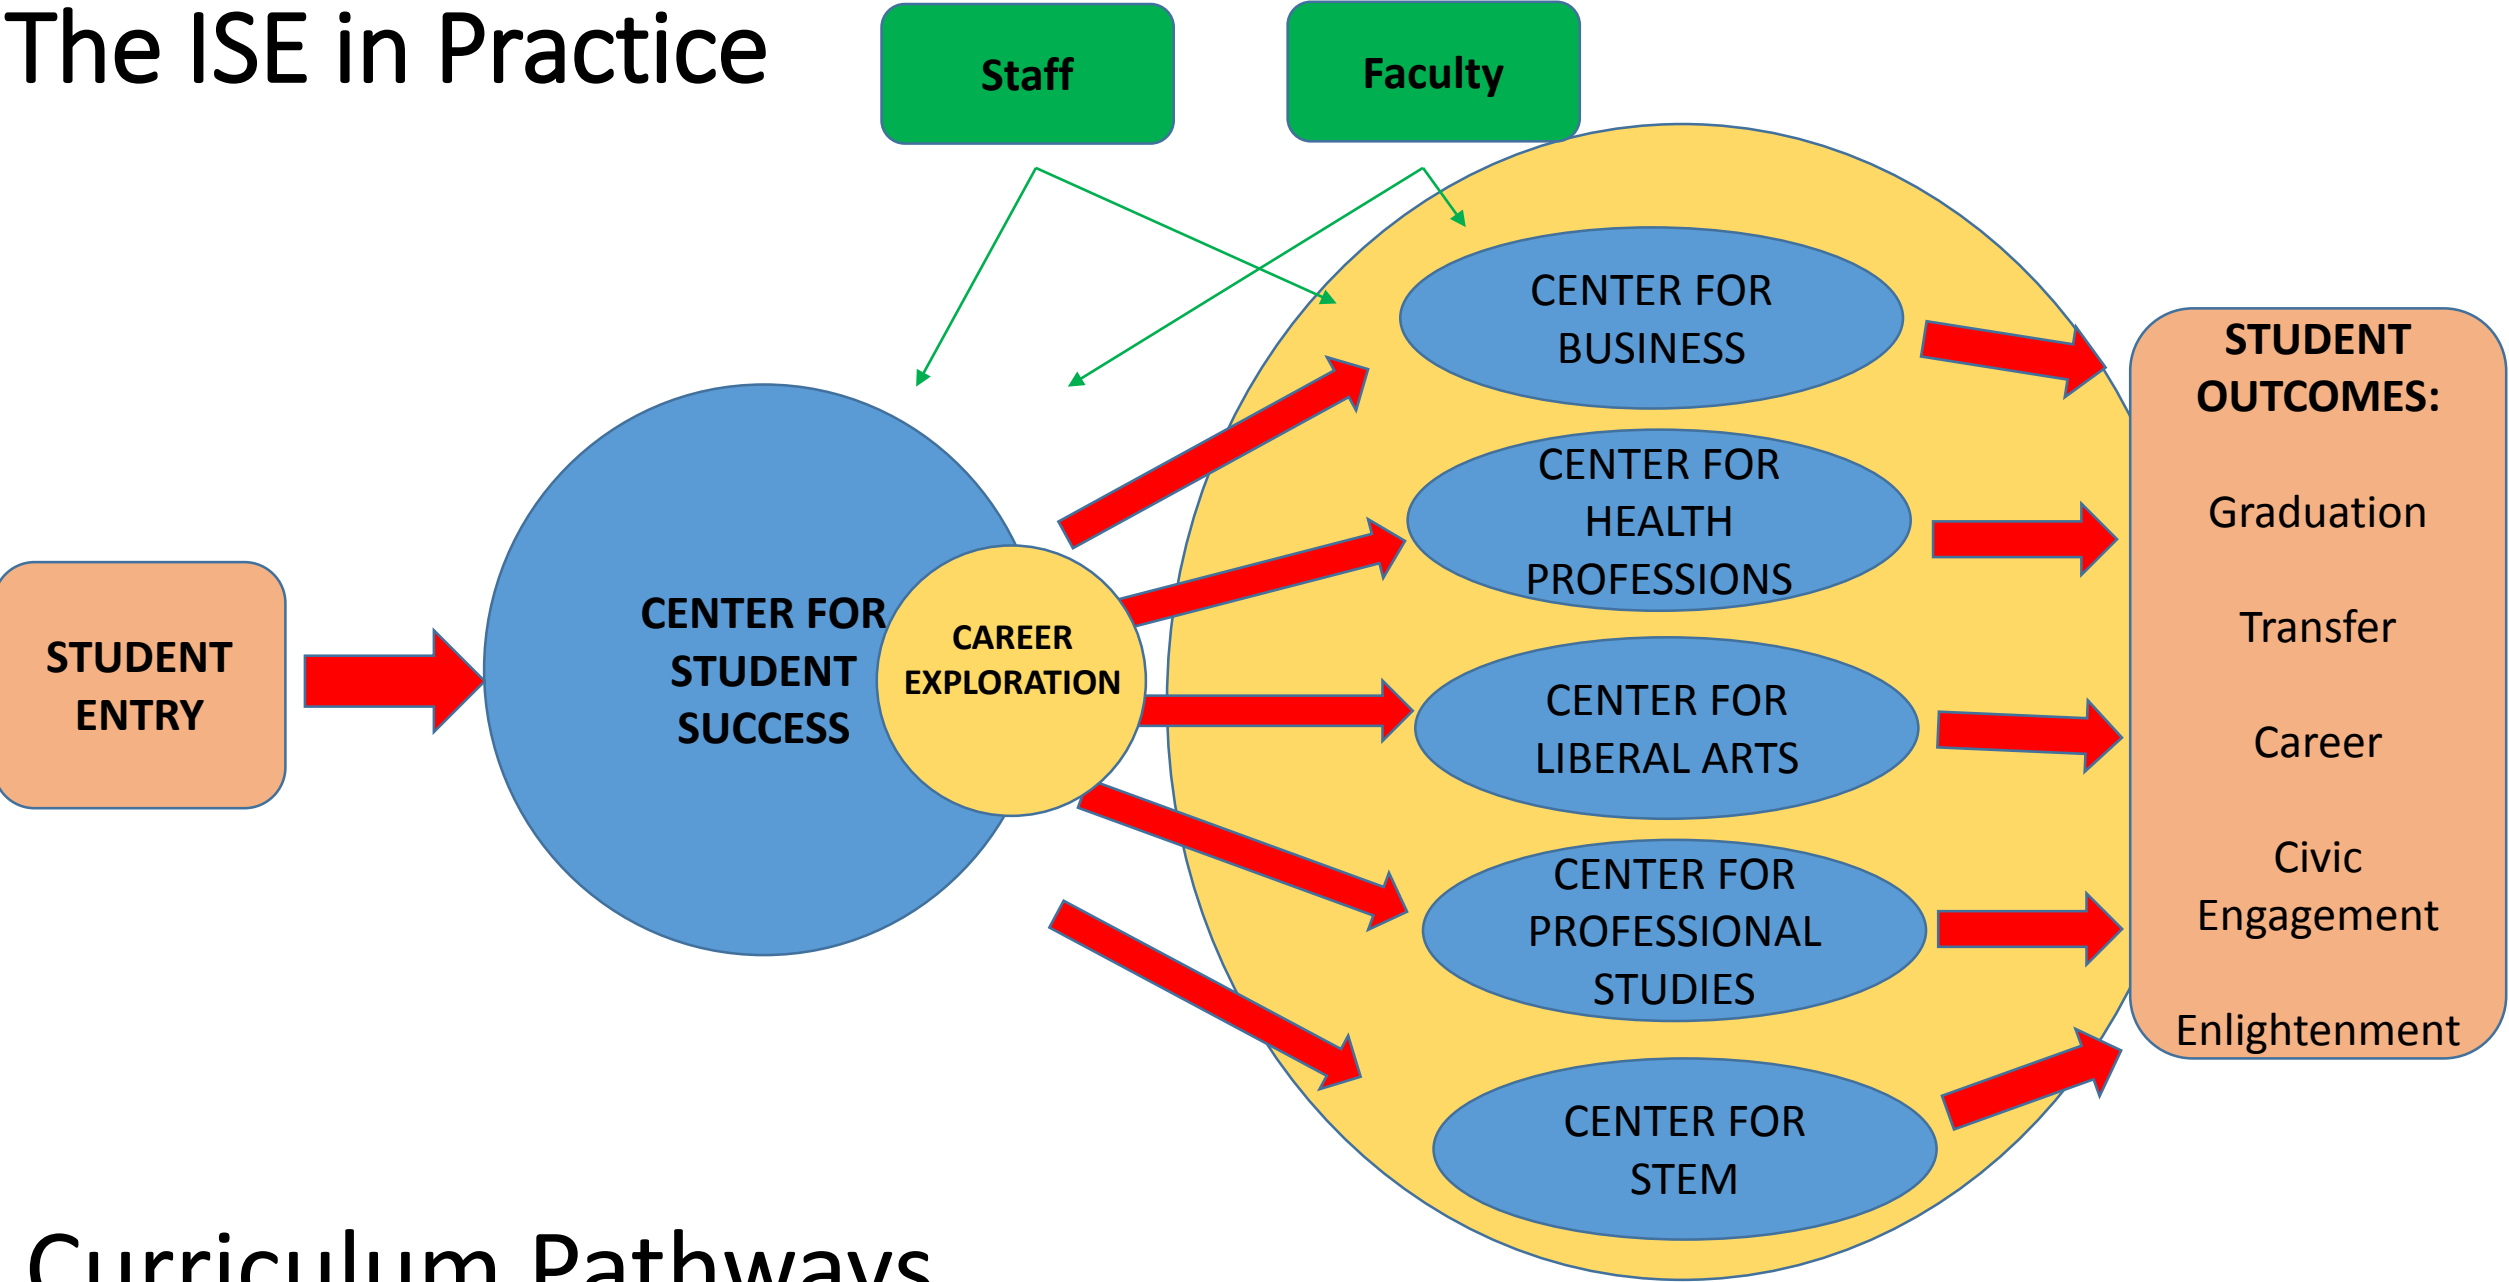 The ISE in Practice
Staff
Faculty
STUDENT
ENTRY
CENTER FOR
STUDENT
SUCCESS
CAREER
EXPLORATION
CENTER FOR
BUSINESS
CENTER FOR
HEALTH
PROFESSIONS
CENTER FOR
LIBERAL ARTS
CENTER FOR
PROFESSIONAL
STUDIES
CENTER FOR
STEM
STUDENT
OUTCOMES:
Graduation
Transfer
Career
Civic
Engagement
Enlightenment
Curriculum Pathways